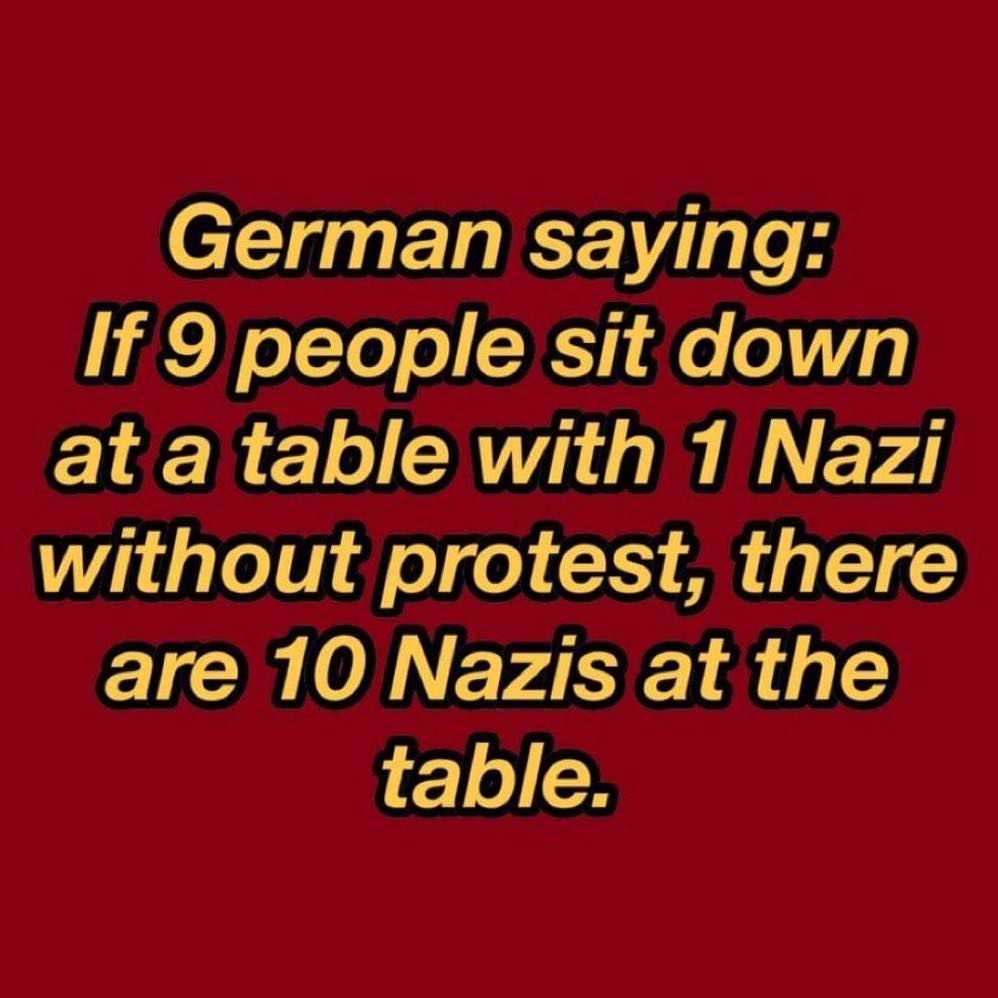 German saying:
If 9 people sit down
at a table with 1 Nazi
without protest, there
are 10 Nazis at the
table.